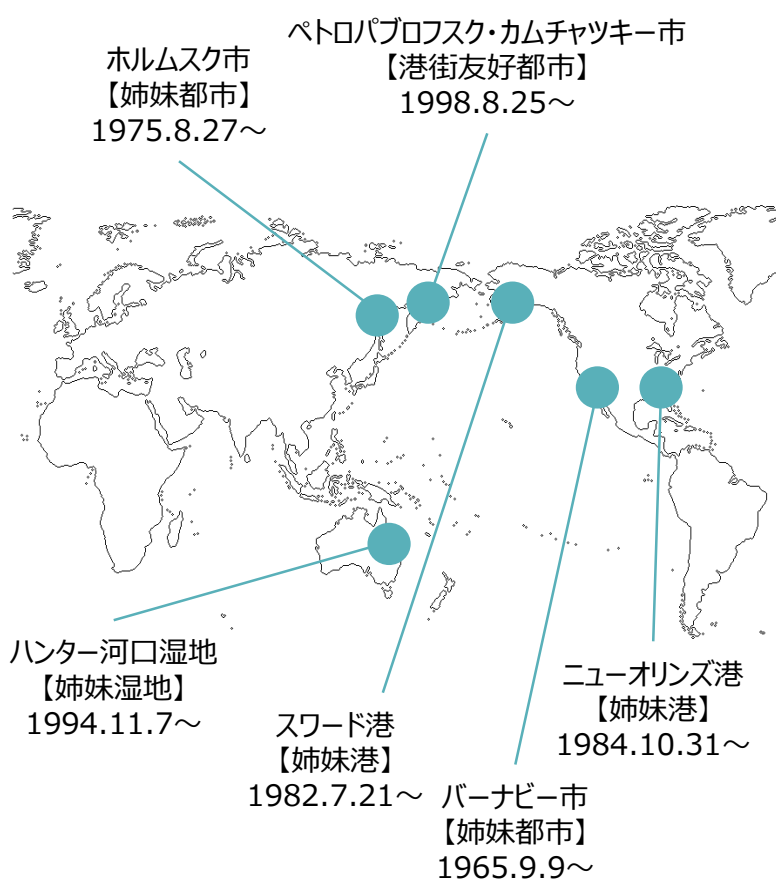 ペトロパブロフスク・カムチャツキー市
【港街友好都市】
1998.8.25～
ホルムスク市
【姉妹都市】
1975.8.27～
ハンター河口湿地
【姉妹湿地】
1994.11.7～
スワード港
【姉妹港】
1982.7.21～
バーナビー市
【姉妹都市】
1965.9.9～
ニューオリンズ港
【姉妹港】
1984.10.31～